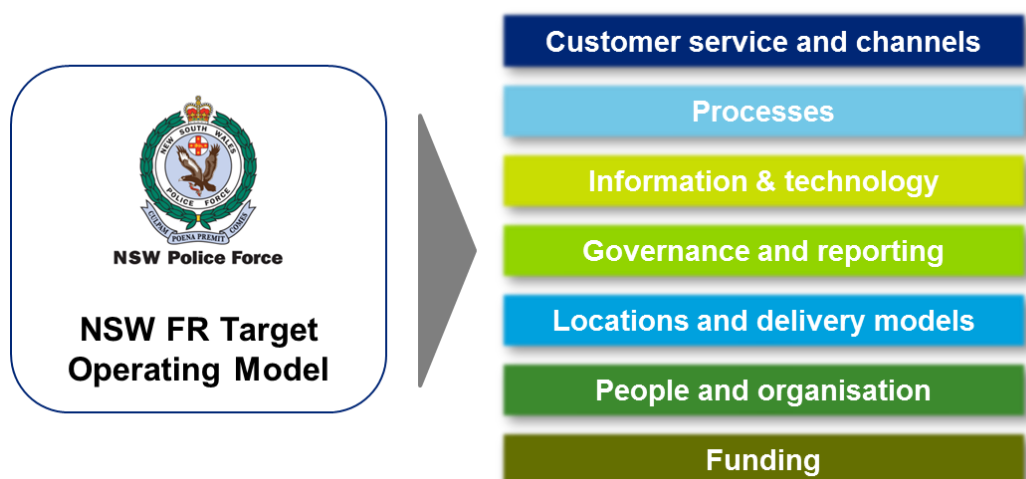 NEW SOUTH WALES
POLICE FORCE
CULPAM
POENA PREMIT
COMES
NSW Police Force
NSW FR Target
Operating Model
Customer service and channels
Processes
Information & technology
Governance and reporting
Locations and delivery models
People and organisation
Funding